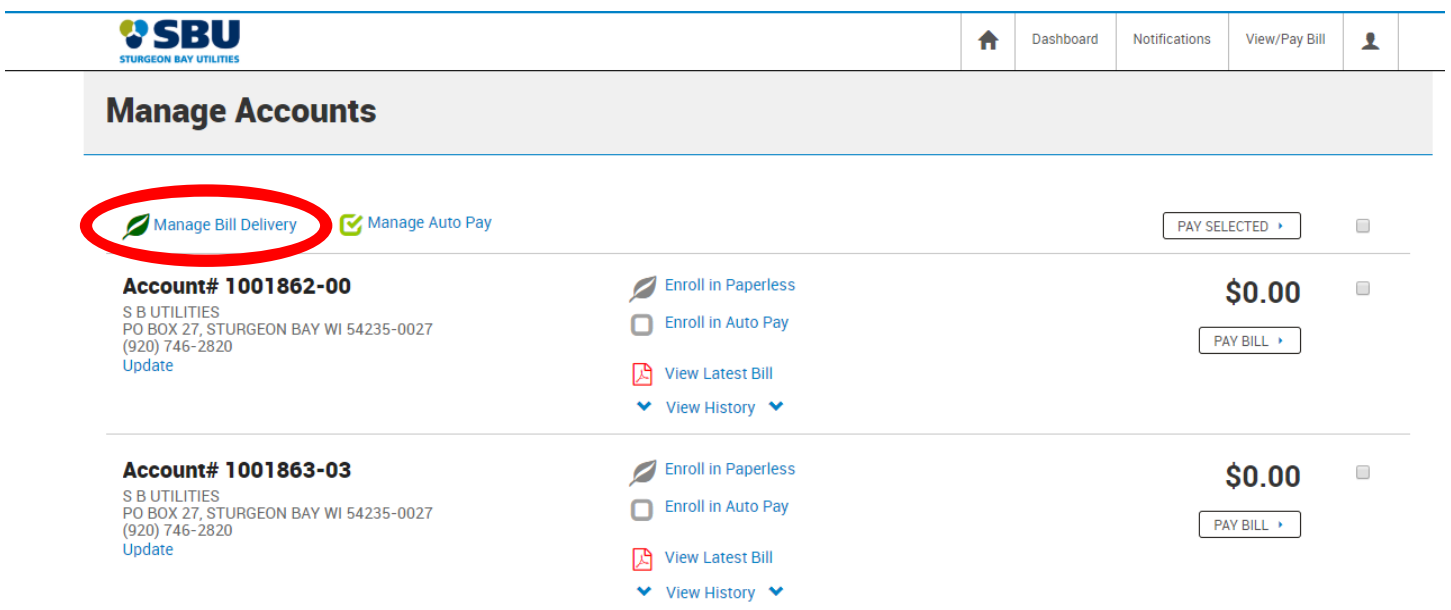 SBU
STURGEON BAY UTILITIES
Dashboard
Notifications
View/Pay Bill
Manage Accounts
Manage Bill Delivery
Manage Auto Pay
PAY SELECTED
Account# 1001862-00
S B UTILITIES
PO BOX 27, STURGEON BAY WI 54235-0027
(920) 746-2820
Update
Enroll in Paperless
Enroll in Auto Pay
View Latest Bill
View History
$0.00
PAY BILL
Account# 1001863-03
S B UTILITIES
PO BOX 27, STURGEON BAY WI 54235-0027
(920) 746-2820
Update
Enroll in Paperless
Enroll in Auto Pay
View Latest Bill
View History
$0.00
PAY BILL